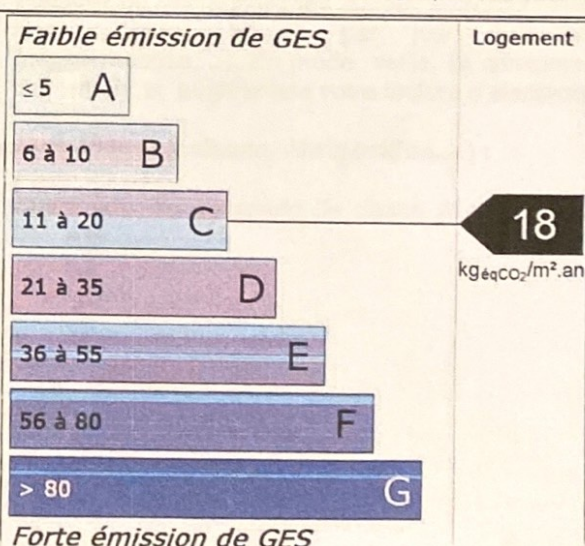 Faible émission de GES
Logement
≤ 5 A
6 à 10 B
11 à 20 C
18
kgéqCO₂/m².an
21 à 35 D
36 à 55 E
56 à 80 F
> 80 G
Forte émission de GES